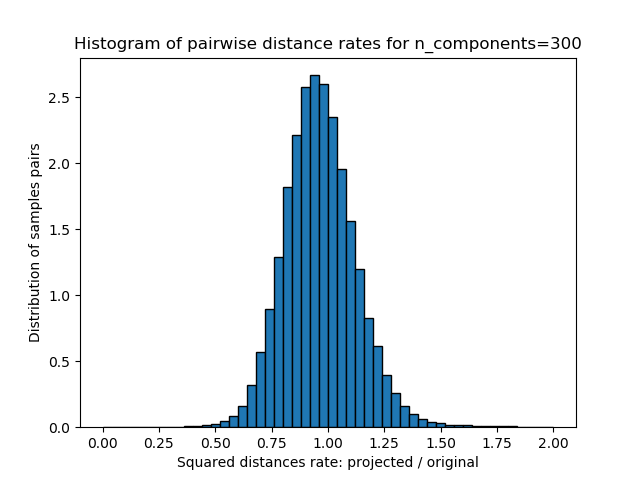 Histogram of pairwise distance rates for n_components=300
Distribution of samples pairs
2.5
2.0
1.5
1.0
0.5
0.0
0.00 0.25 0.50 0.75 1.00 1.25 1.50 1.75 2.00
Squared distances rate: projected / original